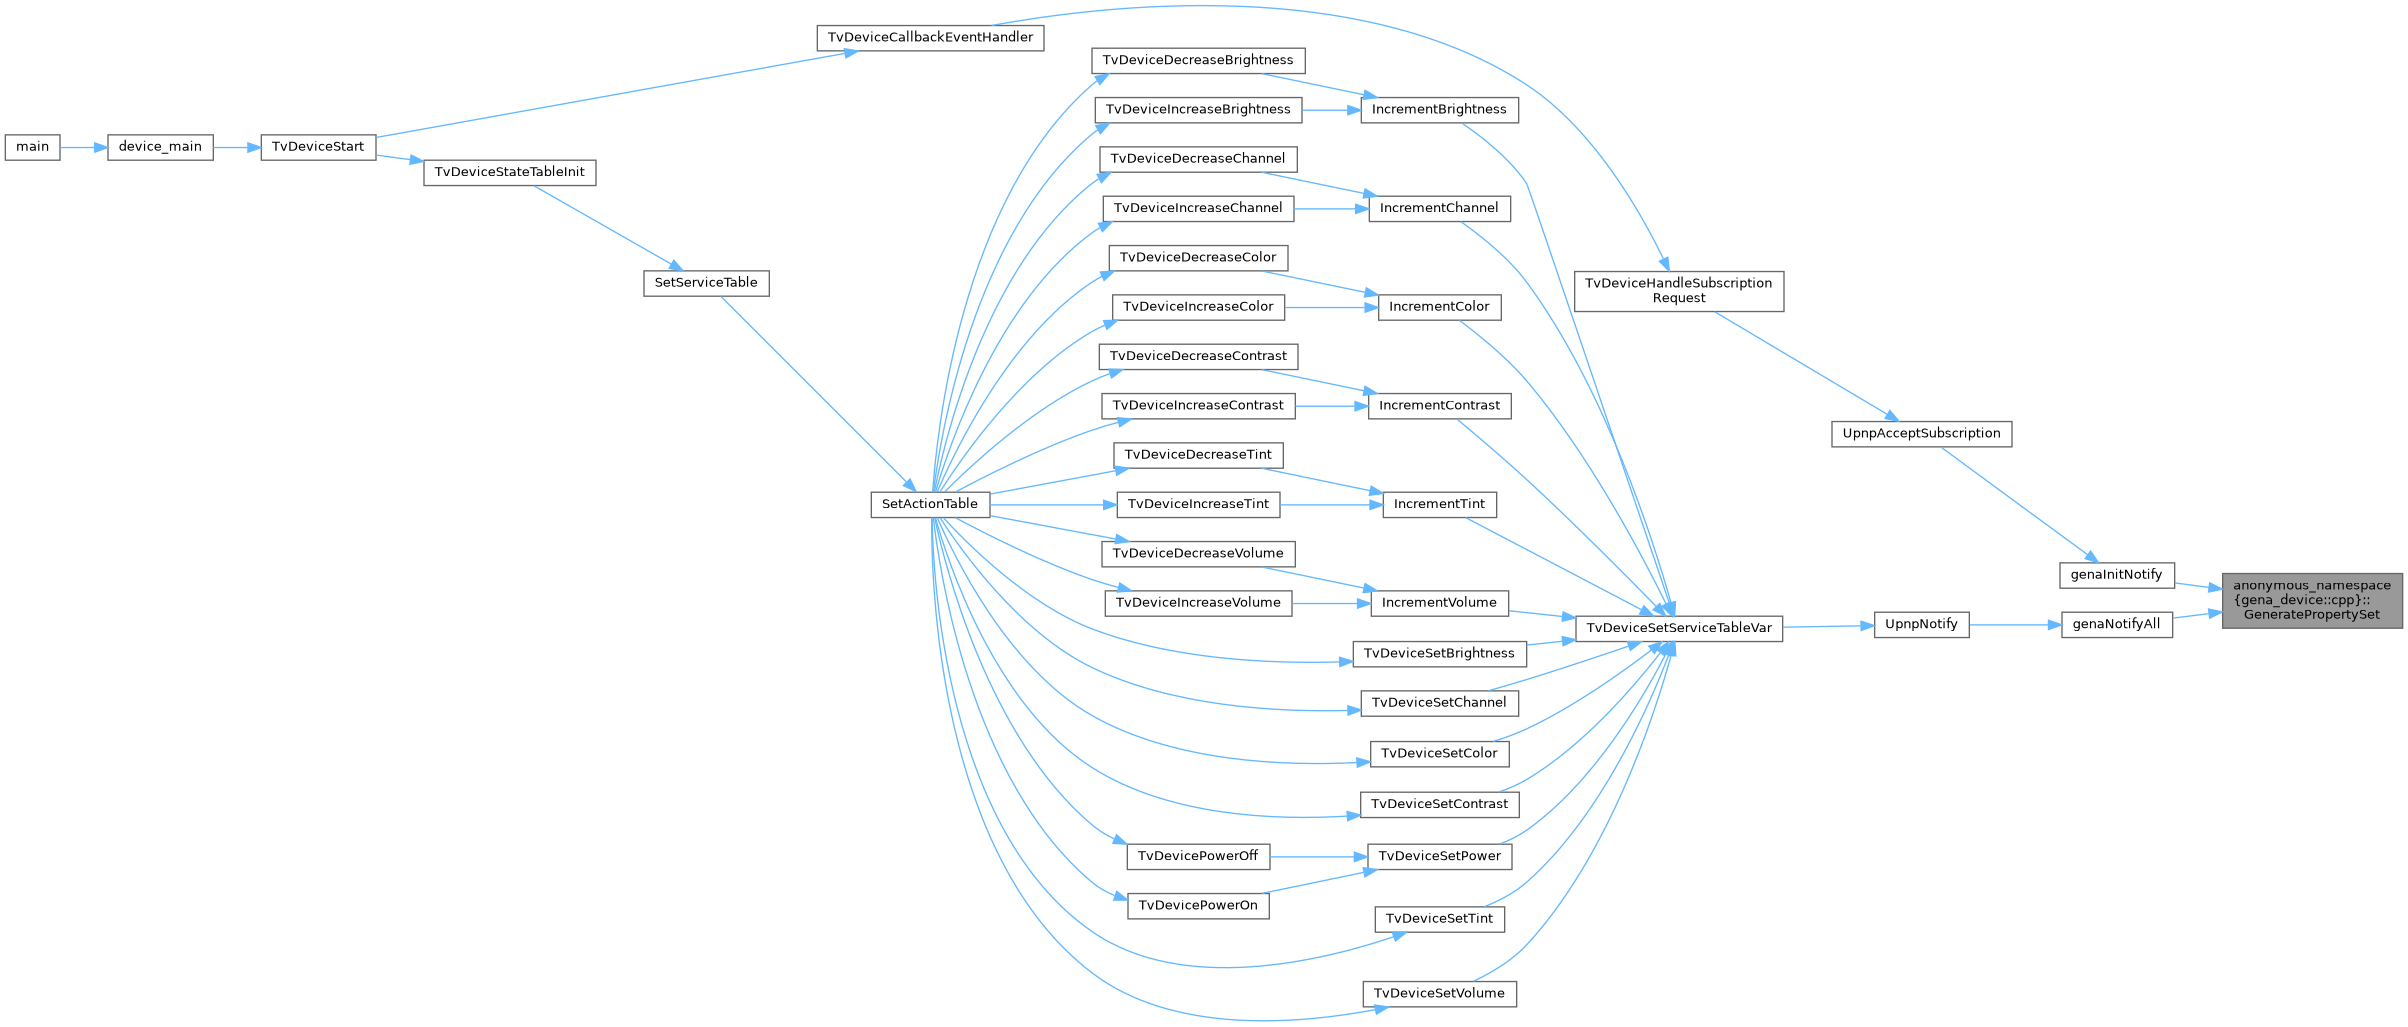 TvDeviceCallbackEventHandler
TvDeviceDecreaseBrightness
TvDeviceIncreaseBrightness
IncrementBrightness
main
device_main
TvDeviceStart
TvDeviceStateTableInit
TvDeviceDecreaseChannel
TvDeviceIncreaseChannel
IncrementChannel
TvDeviceDecreaseColor
SetServiceTable
TvDeviceHandleSubscription
Request
TvDeviceIncreaseColor
IncrementColor
TvDeviceDecreaseContrast
TvDeviceIncreaseContrast
IncrementContrast
UpnpAcceptSubscription
TvDeviceDecreaseTint
SetActionTable
TvDeviceIncreaseTint
IncrementTint
TvDeviceDecreaseVolume
genaInitNotify
anonymous_namespace
{gena_device::cpp}::
GeneratePropertySet
TvDeviceIncreaseVolume
IncrementVolume
TvDeviceSetServiceTableVar
UpnpNotify
genaNotifyAll
TvDeviceSetBrightness
TvDeviceSetChannel
TvDeviceSetColor
TvDeviceSetContrast
TvDevicePowerOff
TvDeviceSetPower
TvDevicePowerOn
TvDeviceSetTint
TvDeviceSetVolume